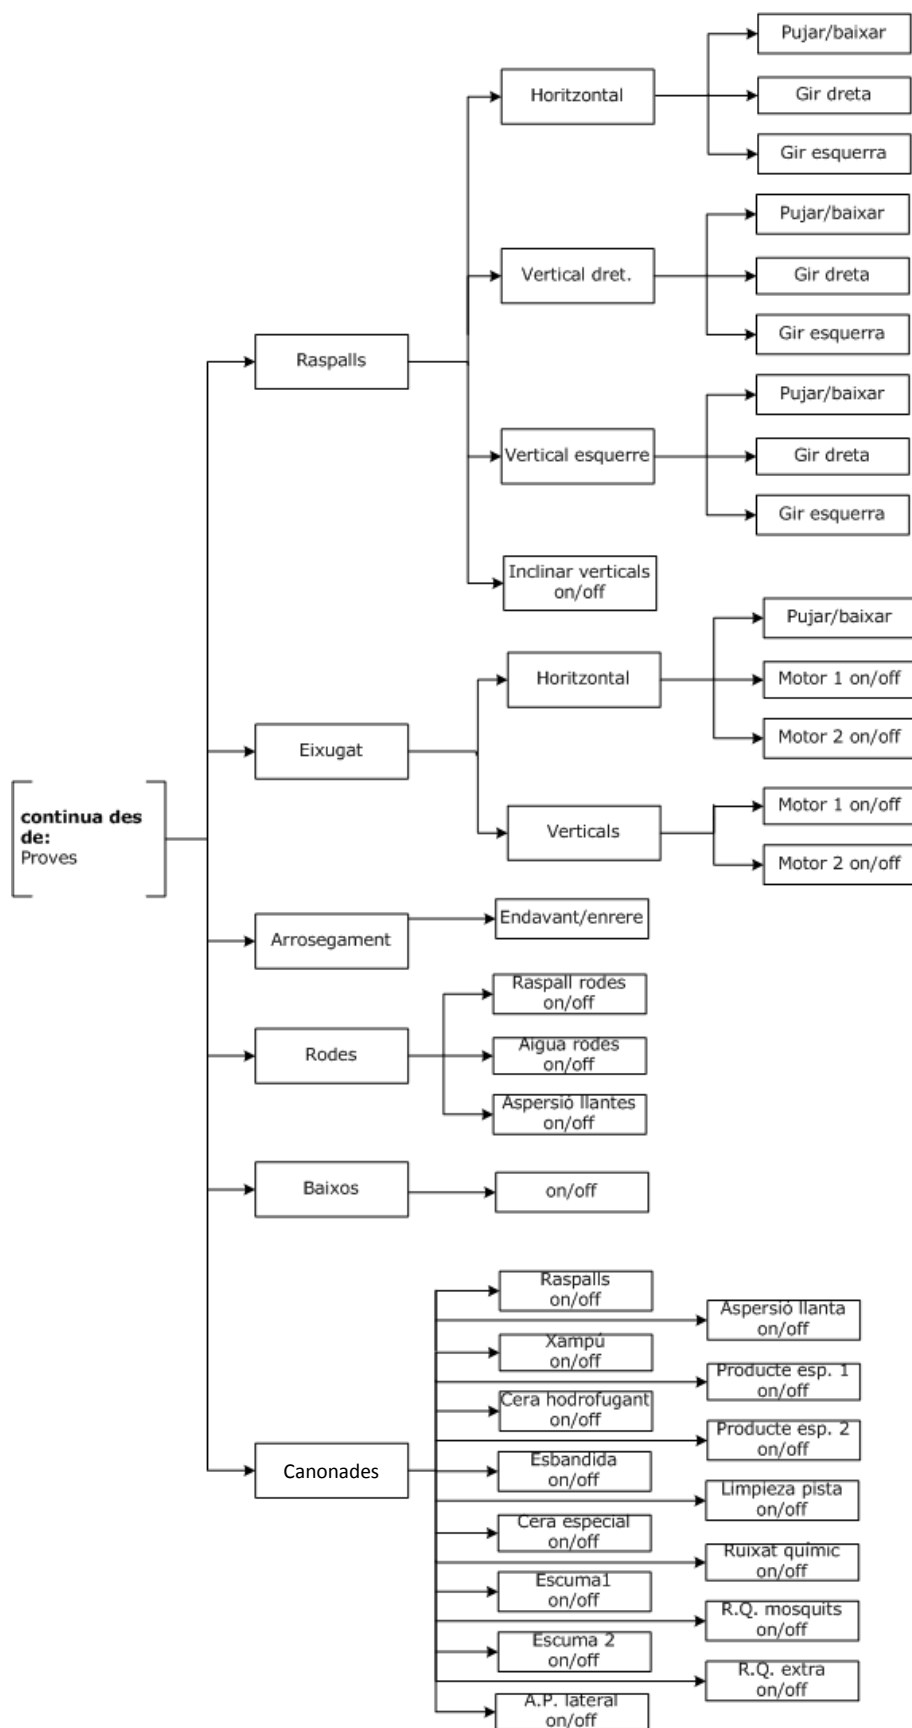 continua des
de:
Proves
Raspalls
Horitzontal
Pujar/baixar
Gir dreta
Gir esquerra
Vertical dret.
Pujar/baixar
Gir dreta
Gir esquerra
Vertical esquerre
Pujar/baixar
Gir dreta
Gir esquerra
Inclinar verticals
on/off
Eixugat
Horitzontal
Pujar/baixar
Motor 1 on/off
Motor 2 on/off
Verticals
Motor 1 on/off
Motor 2 on/off
Arrosegament
Endavant/enrere
Rodes
Raspall rodes
on/off
Aigua rodes
on/off
Aspersió llantes
on/off
Baixos
on/off
Canonades
Raspalls
on/off
Aspersió llanta
on/off
Xampú
on/off
Producte esp. 1
on/off
Cera hodrofugant
on/off
Producte esp. 2
on/off
Esbandida
on/off
Limpieza pista
on/off
Cera especial
on/off
Ruixat químic
on/off
Escuma1
on/off
R.Q. mosquits
on/off
Escuma 2
on/off
R.Q. extra
on/off
A.P. lateral
on/off